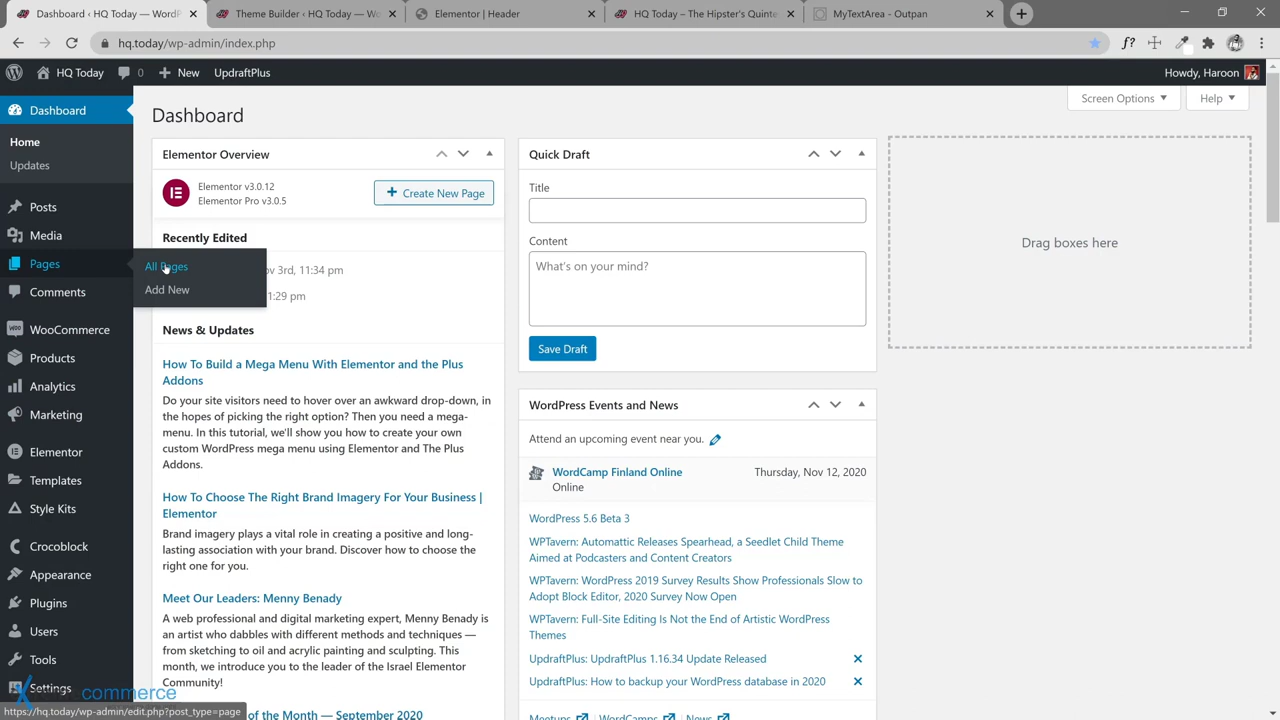 Dashboard ‹ HQ Today — WordP
Theme Builder ‹ HQ Today — Wo
Elementor | Header
HQ Today – The Hipster's Quinte
MyTextArea - Outpan
hq.today/wp-admin/index.php
HQ Today
0
New
UpdraftPlus
Howdy, Haroon
Dashboard
Home
Updates
Posts
Media
Pages
All Pages
Add New
Comments
WooCommerce
Products
Analytics
Marketing
Elementor
Templates
Style Kits
Crocoblock
Appearance
Plugins
Users
Tools
Settings
commerce
https://hq.today/wp-admin/edit.php?post_type=page
Dashboard
Screen Options
Help
Elementor Overview
Elementor v3.0.12
Elementor Pro v3.0.5
Create New Page
Recently Edited
3rd, 11:34 pm
1:29 pm
News & Updates
How To Build a Mega Menu With Elementor and the Plus
Addons
Do your site visitors need to hover over an awkward drop-down, in
the hopes of picking the right option? Then you need a mega-
menu. In this tutorial, we'll show you how to create your own
custom WordPress mega menu using Elementor and The Plus
Addons.
How To Choose The Right Brand Imagery For Your Business |
Elementor
Brand imagery plays a vital role in creating a positive and long-
lasting association with your brand. Discover how to choose the
right one for you.
Meet Our Leaders: Menny Benady
A web professional and digital marketing expert, Menny Benady is
an artist who dabbles with different methods and techniques —
from sketching to oil and acrylic painting and sculpting. This
month, we introduce you to the leader of the Israel Elementor
Community!
of the Month — September 2020
Quick Draft
Title
Content
What's on your mind?
Save Draft
WordPress Events and News
Attend an upcoming event near you.
WordCamp Finland Online
Thursday, Nov 12, 2020
Online
WordPress 5.6 Beta 3
WPTavern: Automattic Releases Spearhead, a Seedlet Child Theme
Aimed at Podcasters and Content Creators
WPTavern: WordPress 2019 Survey Results Show Professionals Slow to
Adopt Block Editor, 2020 Survey Now Open
WPTavern: Full-Site Editing Is Not the End of Artistic WordPress
Themes
UpdraftPlus: UpdraftPlus 1.16.34 Update Released
UpdraftPlus: How to backup your WordPress database in 2020
Meetups | WordCamps | News
Drag boxes here